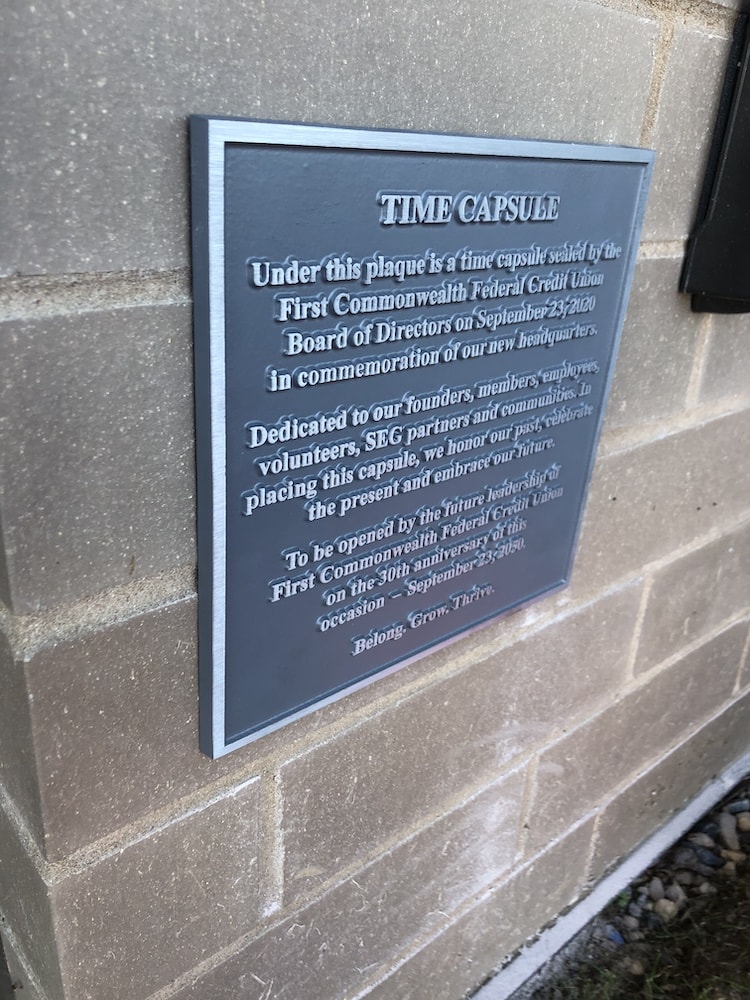 TIME CAPSULE
Under this plaque is a time capsule sealed by the
First Commonwealth Federal Credit Union
Board of Directors on September 23, 2020
in commemoration of our new headquarters.
Dedicated to our founders, members, employees,
volunteers, SEG partners and communities. In
placing this capsule, we honor our past, celebrate
the present and embrace our future.
To be opened by the future leadership of
First Commonwealth Federal Credit Union
on the 30th anniversary of this
occasion – September 23, 2050.
Belong. Grow. Thrive.